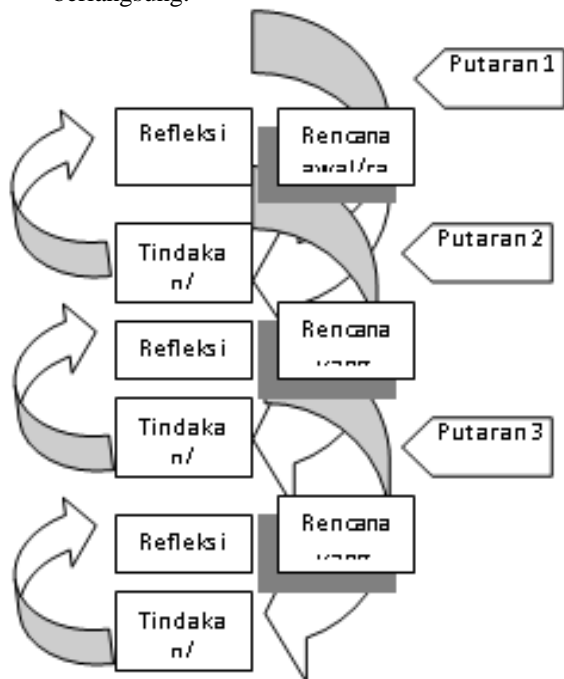 Putaran 1
Refleksi
Rencana
Tindaka
n/
Putaran 2
Refleksi
Rencana
Tindaka
n/
Putaran 3
Refleksi
Rencana
Tindaka
n/